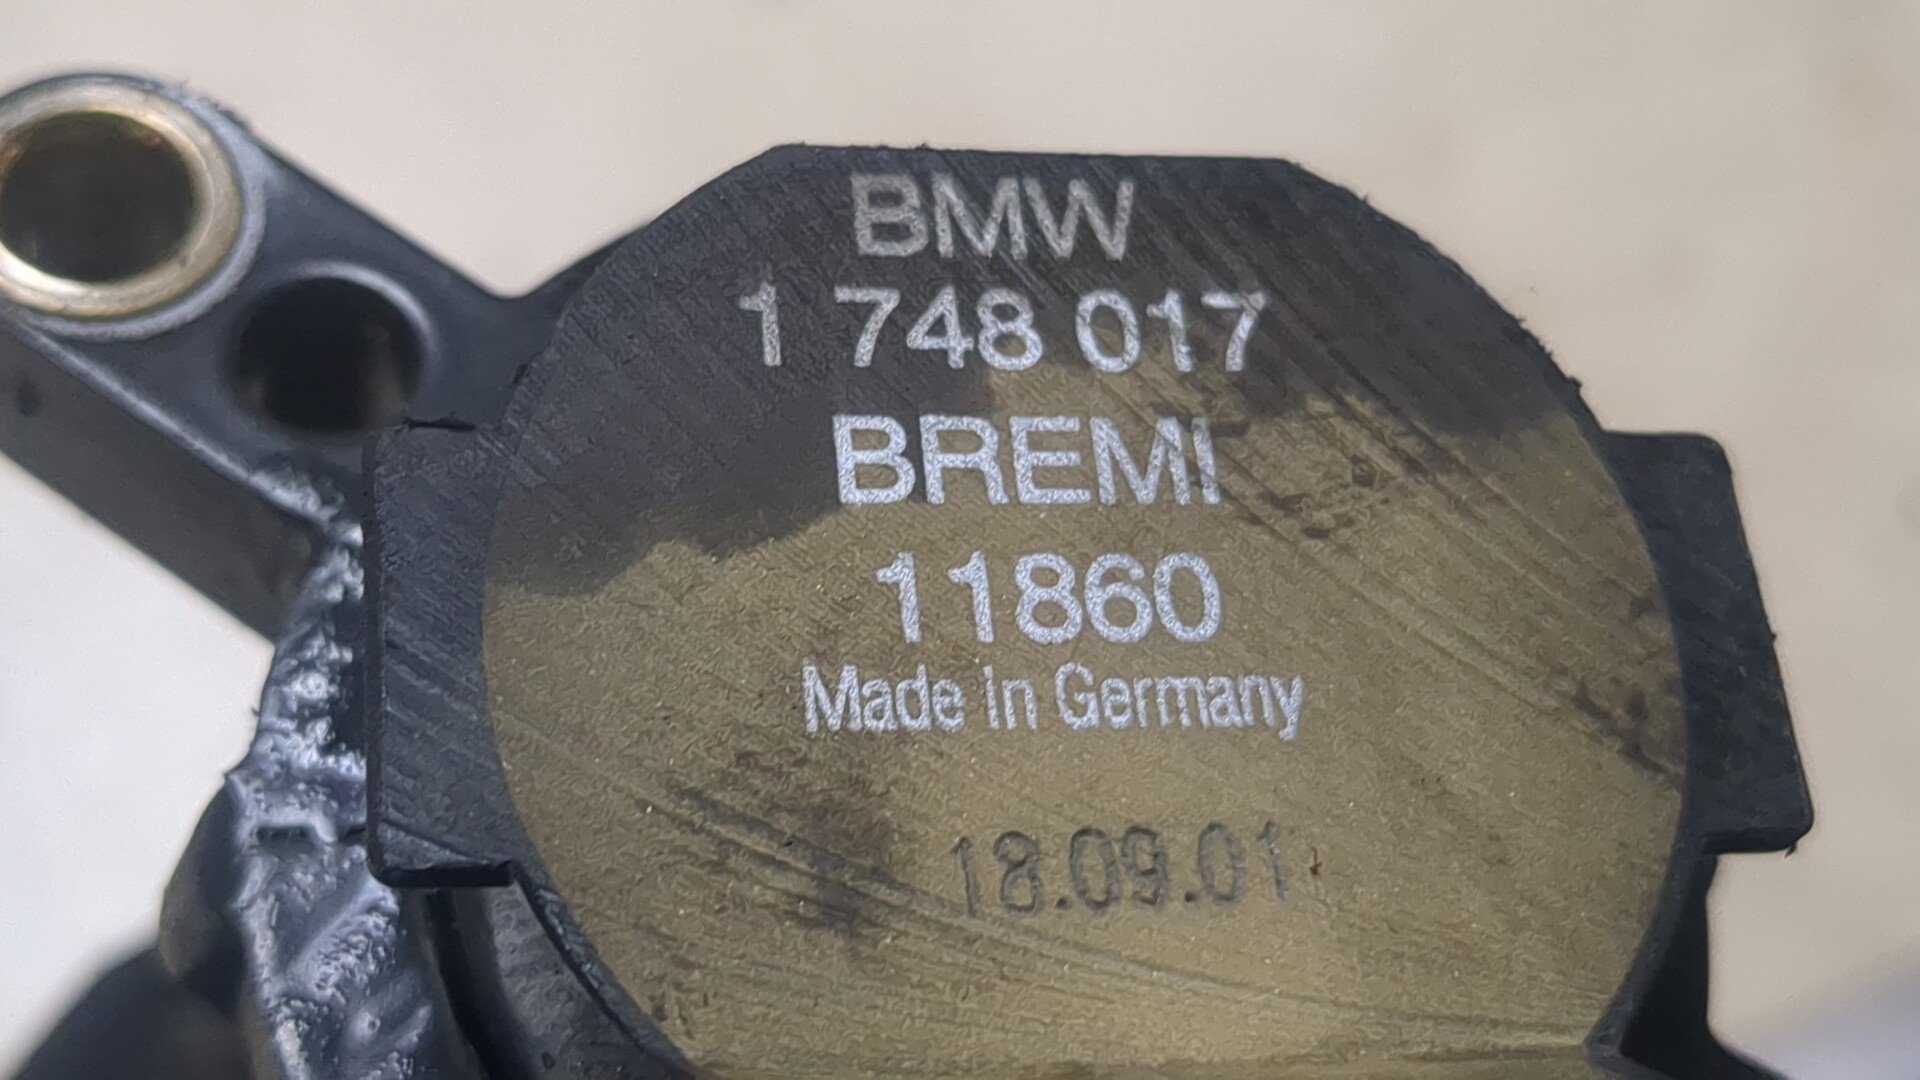 BMW
1 748 017
BREMI
11860
Made in Germany
18.09.01